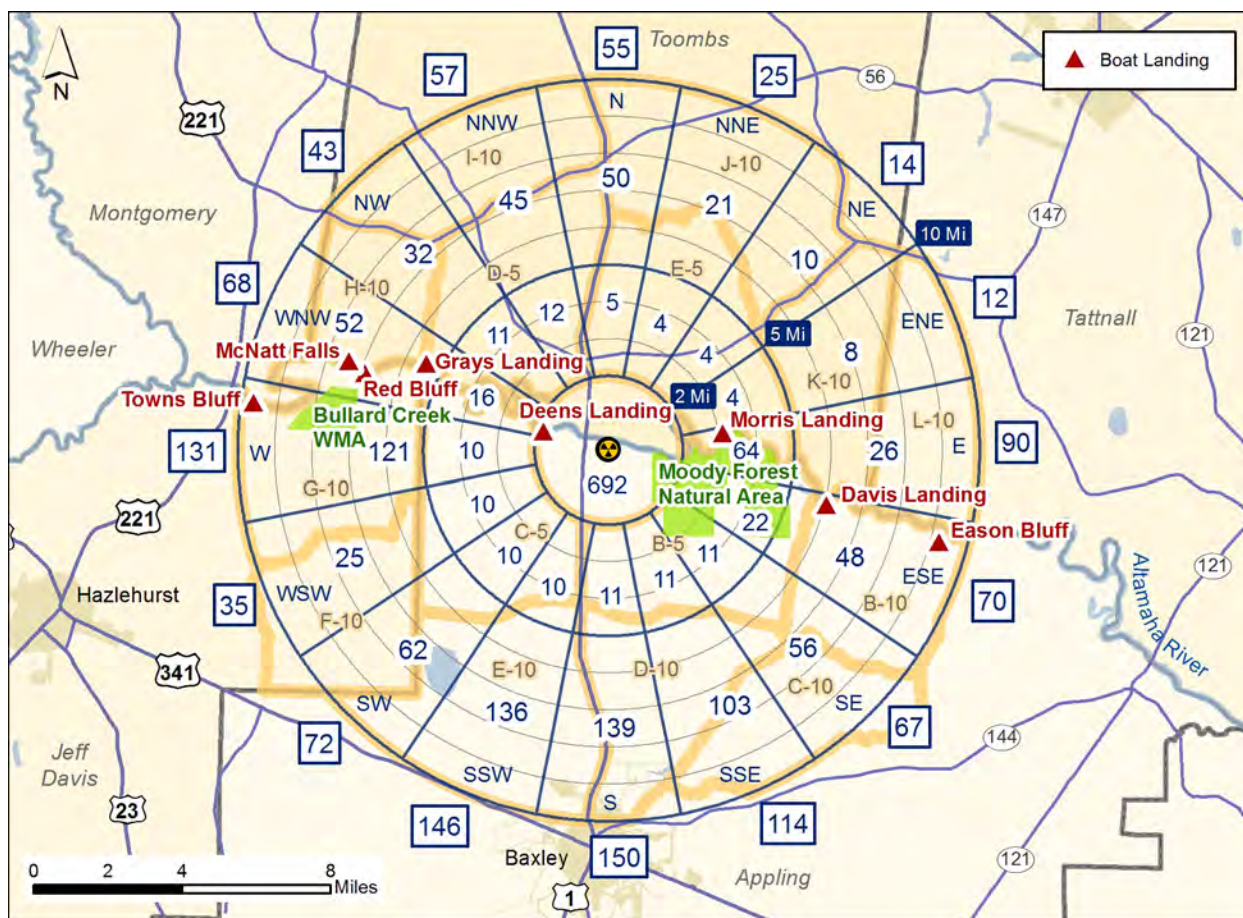 55
Toombs
57
25
Boat Landing
56
N
N
221
NNW
NNE
I-10
J-10
43
14
50
45
21
NW
NE
Montgomery
147
32
10
10 Mi
68
D-5
E-5
H-10
12
WNW
52
12
5
4
ENE
Tattnall
11
4
5 Mi
121
Wheeler
McNatt Falls
Grays Landing
8
K-10
Red Bluff
16
2 Mi
4
Towns Bluff
Deens Landing
Morris Landing
L-10
Bullard Creek
WMA
131
W
121
10
64
26
E
90
Moody Forest
Natural Area
692
G-10
Davis Landing
221
10
22
C-5
B-5
Eason Bluff
25
10
11
48
WSW
10
11
11
ESE
121
Hazlehurst
35
B-10
70
F-10
Altamaha River
62
56
341
E-10
D-10
C-10
SW
136
139
103
SE
67
72
144
Jeff
Davis
SSW
SSE
23
S
146
114
0 2 4 8
Miles
Baxley
150
121
Appling
1